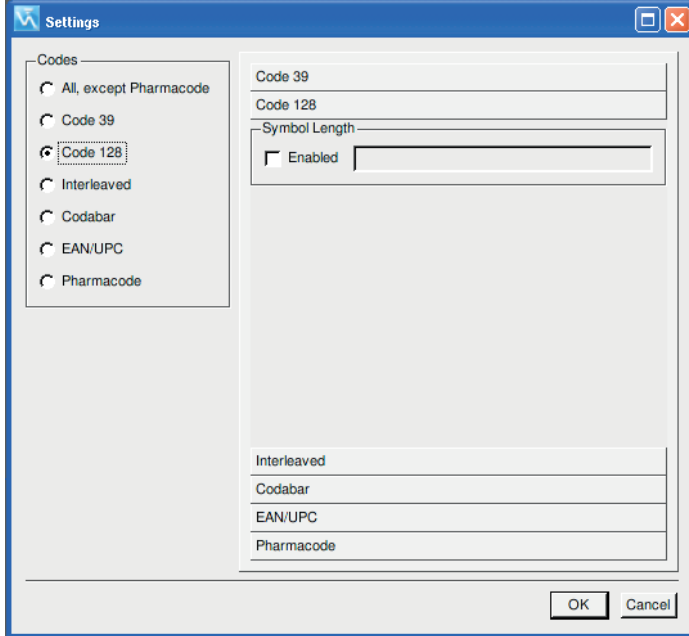 Settings
Codes
All, except Pharmacode
Code 39
Code 128
Interleaved
Codabar
EAN/UPC
Pharmacode
Code 39
Code 128
Symbol Length
Enabled
Interleaved
Codabar
EAN/UPC
Pharmacode
OK Cancel